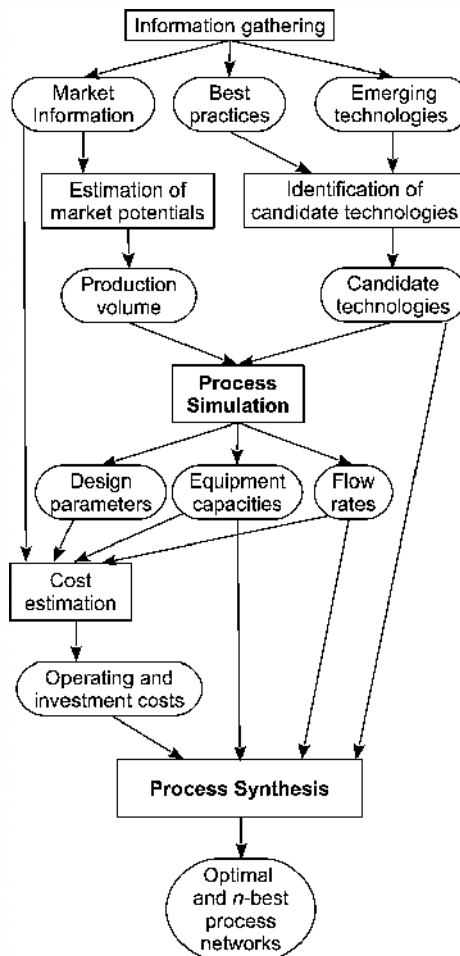 Information gathering
Market
Information
Best
practices
Emerging
technologies
Estimation of
market potentials
Identification of
candidate technologies
Production
volume
Candidate
technologies
Process
Simulation
Design
parameters
Equipment
capacities
Flow
rates
Cost
estimation
Operating and
investment costs
Process Synthesis
Optimal
and n-best
process
networks